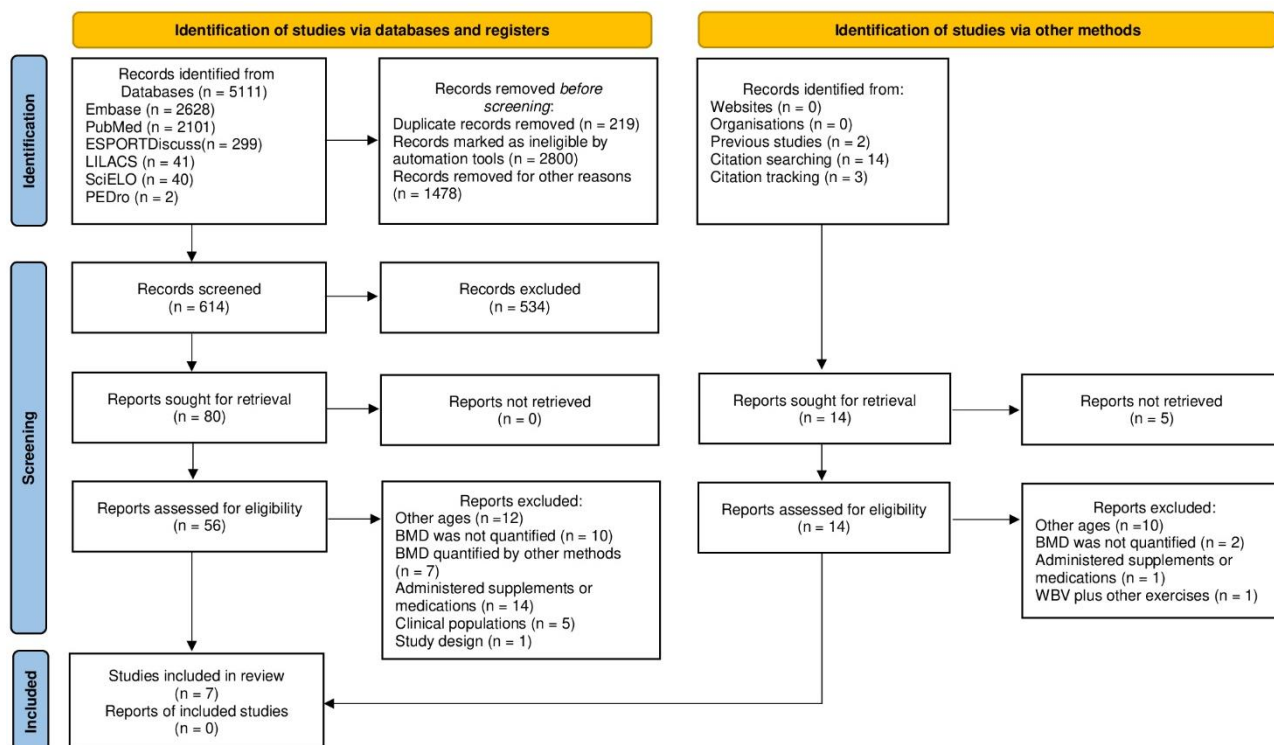 Identification of studies via databases and registers
Identification of studies via other methods
Identification
Records identified from
Databases (n = 5111)
Embase (n = 2628)
PubMed (n = 2101)
ESPORTDiscuss(n = 299)
LILACS (n = 41)
SciELO (n = 40)
PEDro (n = 2)
Records removed before
screening:
Duplicate records removed (n = 219)
Records marked as ineligible by
automation tools (n = 2800)
Records removed for other reasons
(n = 1478)
Records identified from:
Websites (n = 0)
Organisations (n = 0)
Previous studies (n = 2)
Citation searching (n = 14)
Citation tracking (n = 3)
Screening
Records screened
(n = 614)
Records excluded
(n = 534)
Reports sought for retrieval
(n = 80)
Reports not retrieved
(n = 0)
Reports sought for retrieval
(n = 14)
Reports not retrieved
(n = 5)
Reports assessed for eligibility
(n = 56)
Reports excluded:
Other ages (n =12)
BMD was not quantified (n = 10)
BMD quantified by other methods
(n = 7)
Administered supplements or
medications (n = 14)
Clinical populations (n = 5)
Study design (n = 1)
Reports assessed for eligibility
(n = 14)
Reports excluded:
Other ages (n =10)
BMD was not quantified (n = 2)
Administered supplements or
medications (n = 1)
WBV plus other exercises (n = 1)
Included
Studies included in review
(n = 7)
Reports of included studies
(n = 0)